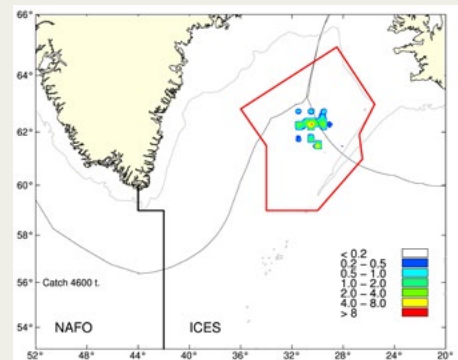 66°
64°
62°
60°
58°
56°
54°
Catch 4600 t.
NAFO
ICES
< 0.2
0.2 – 0.5
0.5 – 1.0
1.0 – 2.0
2.0 – 4.0
4.0 – 8.0
> 8
52° 48° 44° 40° 36° 32° 28° 24° 20°